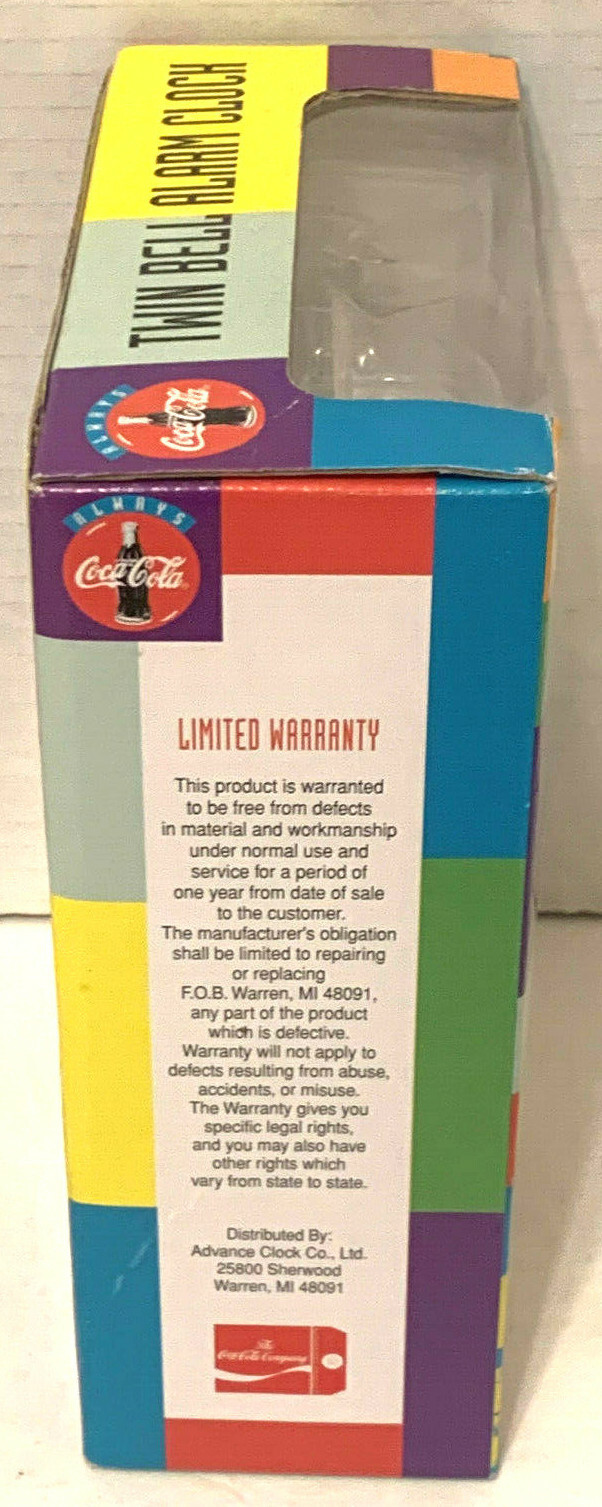 TWIN BELL ALARM CLOCK
ALWAYS
Coca-Cola
ALWAYS
Coca-Cola
LIMITED WARRANTY
This product is warranted
to be free from defects
in material and workmanship
under normal use and
service for a period of
one year from date of sale
to the customer.
The manufacturer's obligation
shall be limited to repairing
or replacing
F.O.B. Warren, MI 48091,
any part of the product
which is defective.
Warranty will not apply to
defects resulting from abuse,
accidents, or misuse.
The Warranty gives you
specific legal rights,
and you may also have
other rights which
vary from state to state.
Distributed By:
Advance Clock Co., Ltd.
25800 Sherwood
Warren, MI 48091
The
Coca-Cola Company